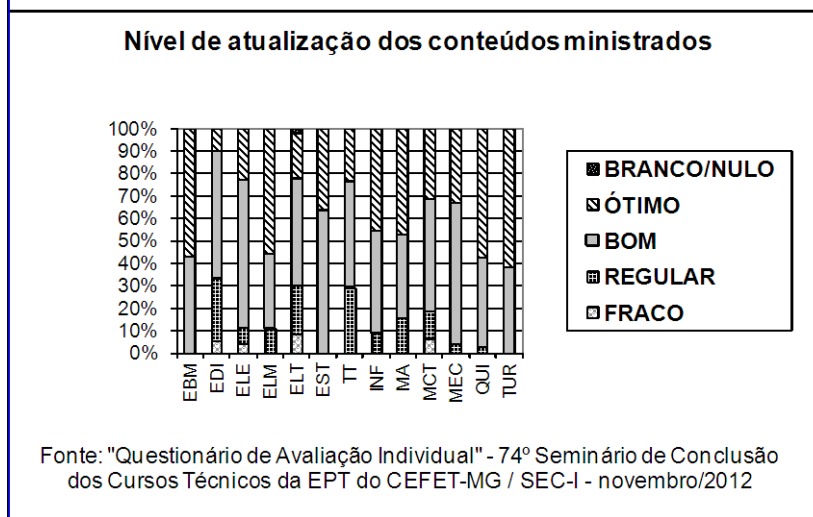 Nível de atualização dos conteúdos ministrados
100%
90%
80%
70%
60%
50%
40%
30%
20%
10%
0%
EBM
EDI
ELE
ELM
ELT
EST
TT
INF
MA
MCT
MEC
QUI
TUR
BRANCO/NULO
ÓTIMO
BOM
REGULAR
FRACO
Fonte: "Questionário de Avaliação Individual" - 74º Seminário de Conclusão
dos Cursos Técnicos da EPT do CEFET-MG / SEC-I - novembro/2012